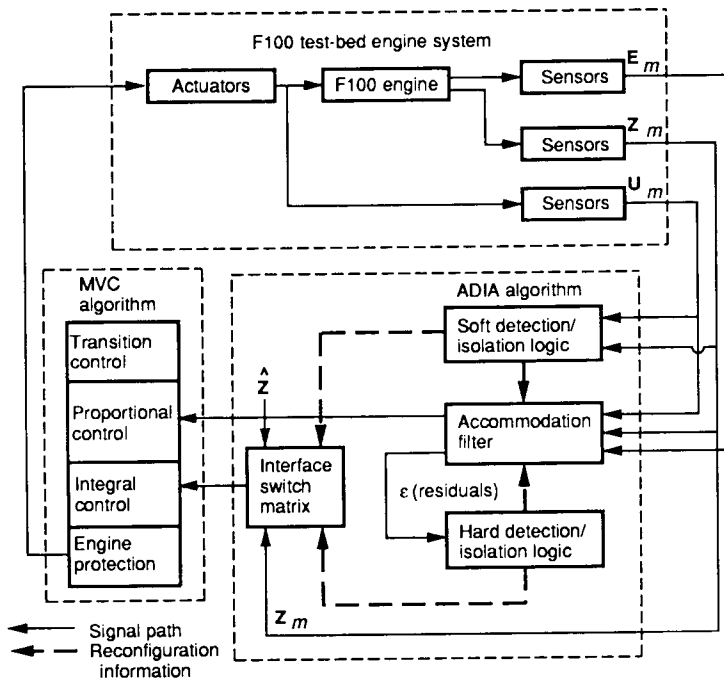 F100 test-bed engine system
Actuators
F100 engine
Sensors
E m
Sensors
Z m
Sensors
U m
MVC
algorithm
Transition
control
Proportional
control
Integral
control
Engine
protection
ADIA algorithm
Soft detection/
isolation logic
Ẑ
Accommodation
filter
Interface
switch
matrix
ε (residuals)
Hard detection/
isolation logic
Z m
Signal path
Reconfiguration
information